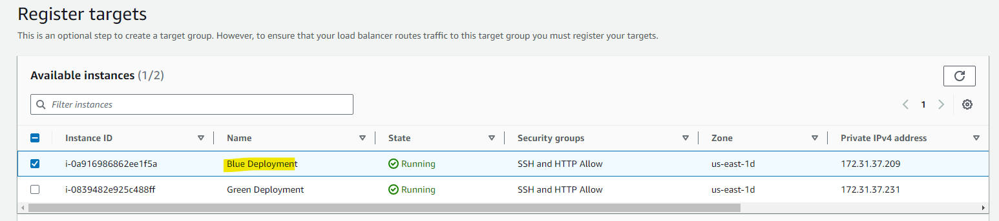 Register targets
This is an optional step to create a target group. However, to ensure that your load balancer routes traffic to this target group you must register your targets.
Available instances (1/2)
Filter instances
1
Instance ID Name State Security groups Zone Private IPv4 address
i-0a916986862ee1f5a Blue Deployment Running SSH and HTTP Allow us-east-1d 172.31.37.209
i-0839482e925c488ff Green Deployment Running SSH and HTTP Allow us-east-1d 172.31.37.231